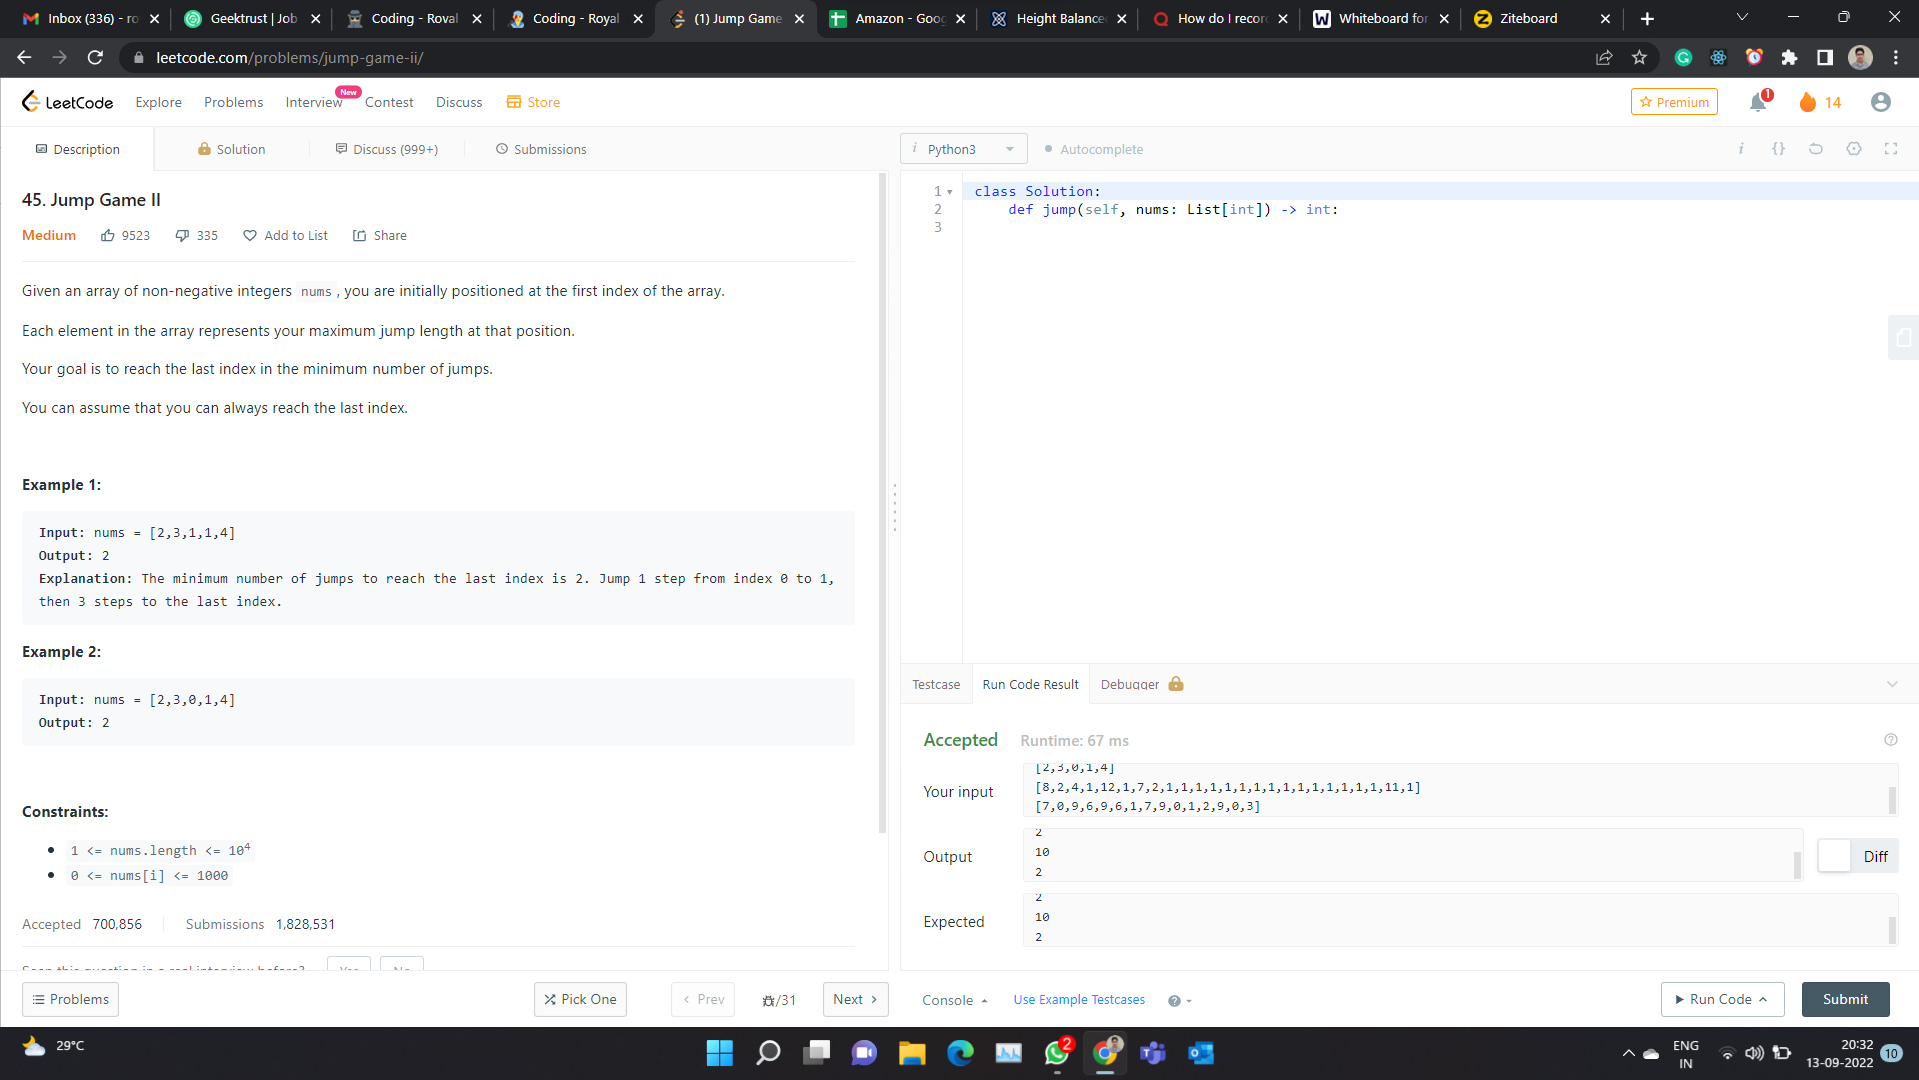 Inbox (336) - ro
Geektrust | Job
Coding - Royal
Coding - Royal
(1) Jump Game
Amazon - Goog
Height Balance
How do I recor
Whiteboard for
Ziteboard
leetcode.com/problems/jump-game-ii/
LeetCode
Explore
Problems
Interview
New
Contest
Discuss
Store
Premium
1
14
Description
Solution
Discuss (999+)
Submissions
i Python3
Autocomplete
i {}
45. Jump Game II
Medium
9523
335
Add to List
Share
Given an array of non-negative integers nums , you are initially positioned at the first index of the array.
Each element in the array represents your maximum jump length at that position.
Your goal is to reach the last index in the minimum number of jumps.
You can assume that you can always reach the last index.
Example 1:
Input: nums = [2,3,1,1,4]
Output: 2
Explanation: The minimum number of jumps to reach the last index is 2. Jump 1 step from index 0 to 1,
then 3 steps to the last index.
Example 2:
Input: nums = [2,3,0,1,4]
Output: 2
Constraints:
1 <= nums.length <= 10⁴
0 <= nums[i] <= 1000
Accepted 700,856
Submissions 1,828,531
Seen this question in a real interview before?
Yes
No
Problems
Pick One
Prev
/31
Next
1 class Solution:
2 def jump(self, nums: List[int]) -> int:
3
Testcase
Run Code Result
Debugger
Accepted
Runtime: 67 ms
Your input
[2,3,0,1,4]
[8,2,4,1,12,1,7,2,1,1,1,1,1,1,1,1,1,1,1,1,1,1,1,11,1]
[7,0,9,6,9,6,1,7,9,0,1,2,9,0,3]
Output
2
10
2
Diff
Expected
2
10
2
Console
Use Example Testcases
Run Code
Submit
29°C
2
ENG
IN
20:32
13-09-2022
10